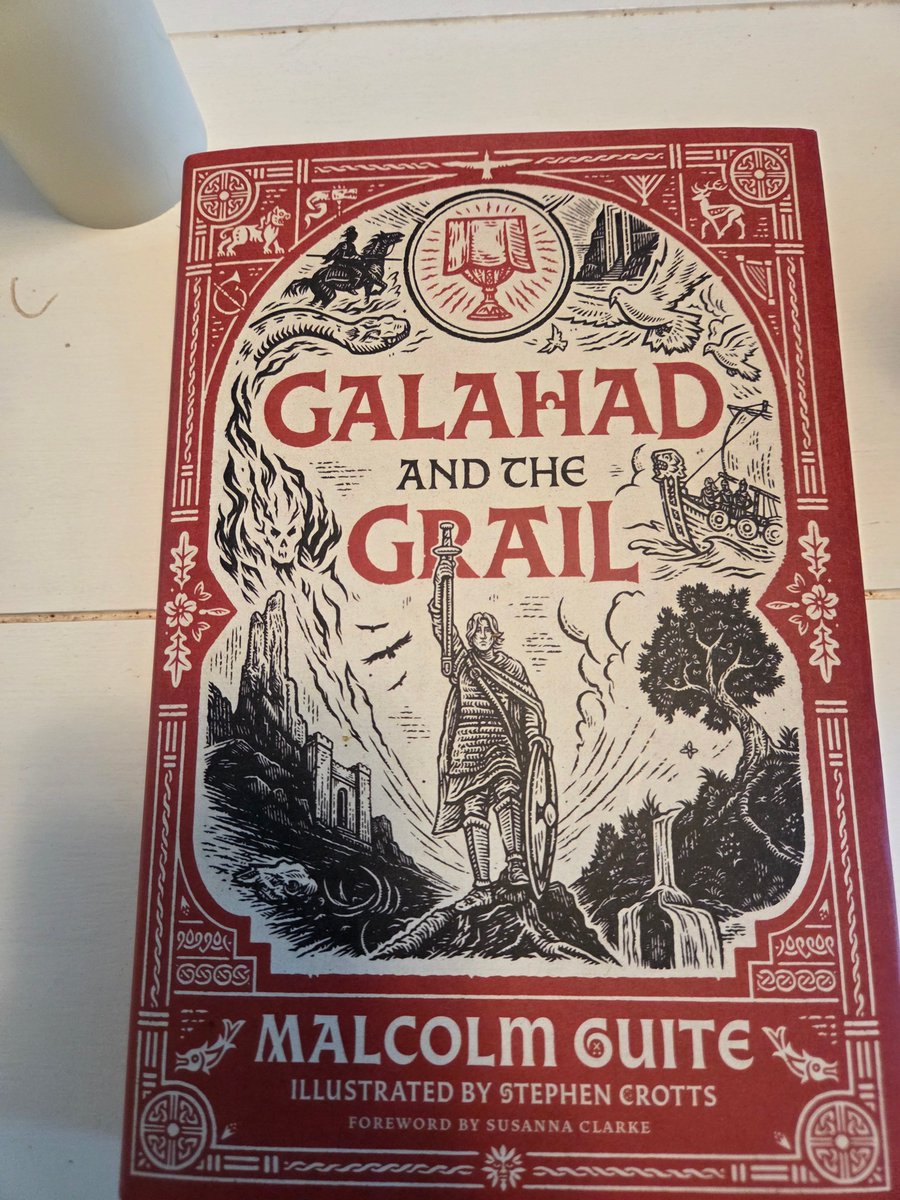 GALAHAD
AND THE
GRAIL
MALCOLM GUITE
ILLUSTRATED BY STEPHEN CROTTS
FOREWORD BY SUSANNA CLARKE